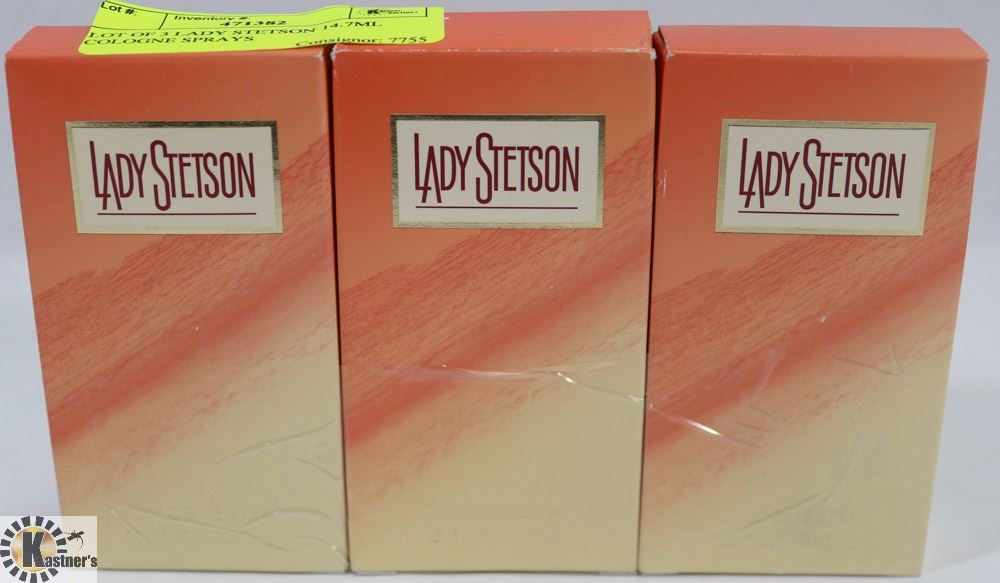 Lot #:
Inventory #
471382
LOT OF 3 LADY STETSON 14.7ML
COLOGNE SPRAYS
Consignor: 7755
LADY STETSON
LADY STETSON
LADY STETSON
Kastner's